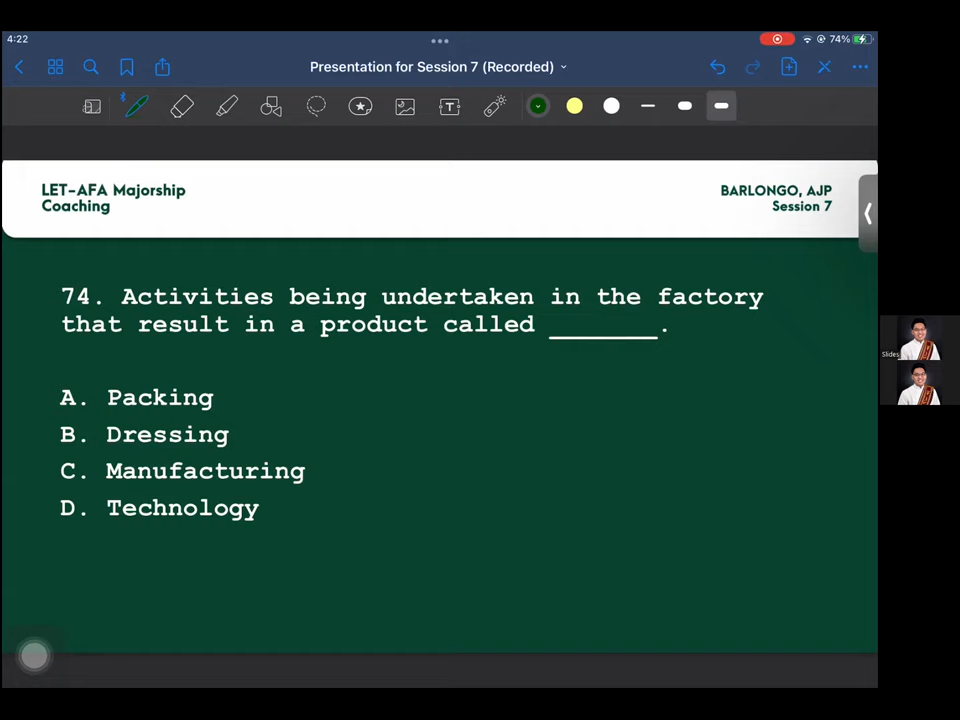 4:22
74%
Presentation for Session 7 (Recorded)
LET-AFA Majorship
Coaching
BARLONGO, AJP
Session 7
74. Activities being undertaken in the factory
that result in a product called _______.
A. Packing
B. Dressing
C. Manufacturing
D. Technology
Slides